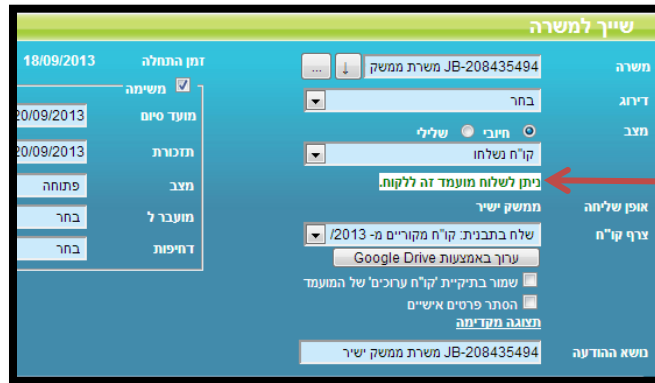 שייך למשרה
משרה JB-208435494 משרת ממשק ...
דירוג בחר
מצב חיובי שלילי
קו"ח נשלחו
ניתן לשלוח מועמד זה ללקוח.
אופן שליחה ממשק ישיר
צרף קו"ח שלח בתבנית: קו"ח מקוריים מ- 2013/
ערוך באמצעות Google Drive
שמור בתיקיית 'קו"ח ערוכים' של המועמד
הסתר פרטים אישיים
תצוגה מקדימה
נושא ההודעה JB-208435494 משרת ממשק ישיר
זמן התחלה 18/09/2013
משימה
מועד סיום 20/09/2013
תזכורת 20/09/2013
מצב פתוחה
מועבר ל בחר
דחיפות בחר